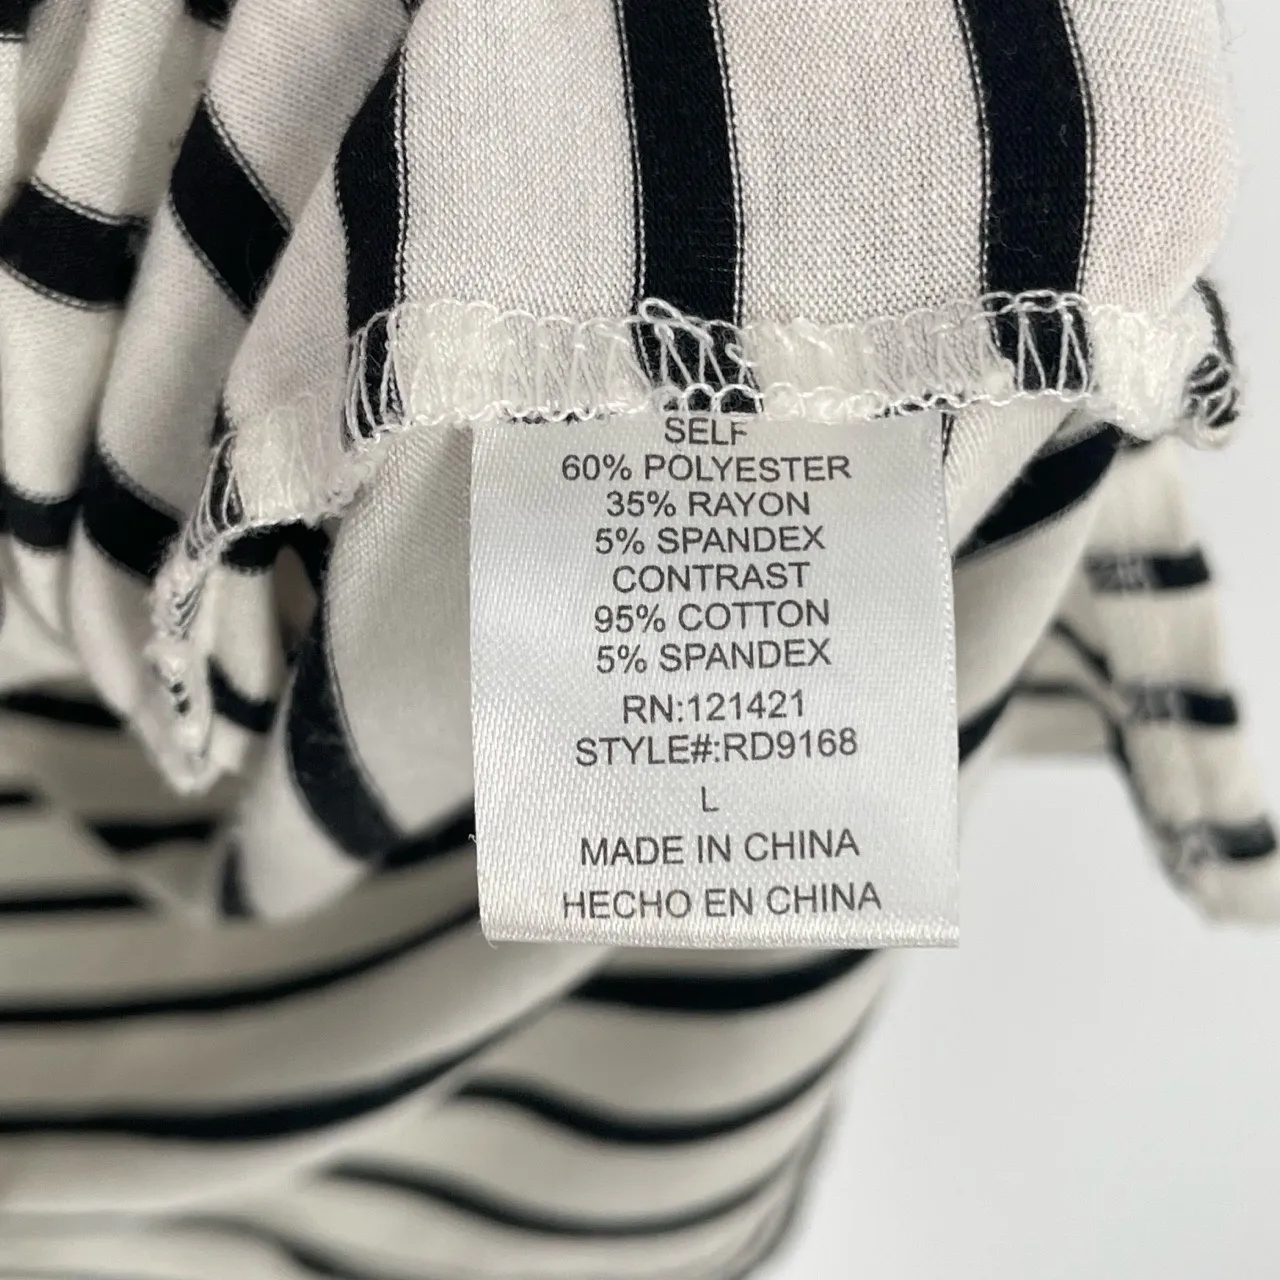 SELF
60% POLYESTER
35% RAYON
5% SPANDEX
CONTRAST
95% COTTON
5% SPANDEX
RN:121421
STYLE#:RD9168
L
MADE IN CHINA
HECHO EN CHINA